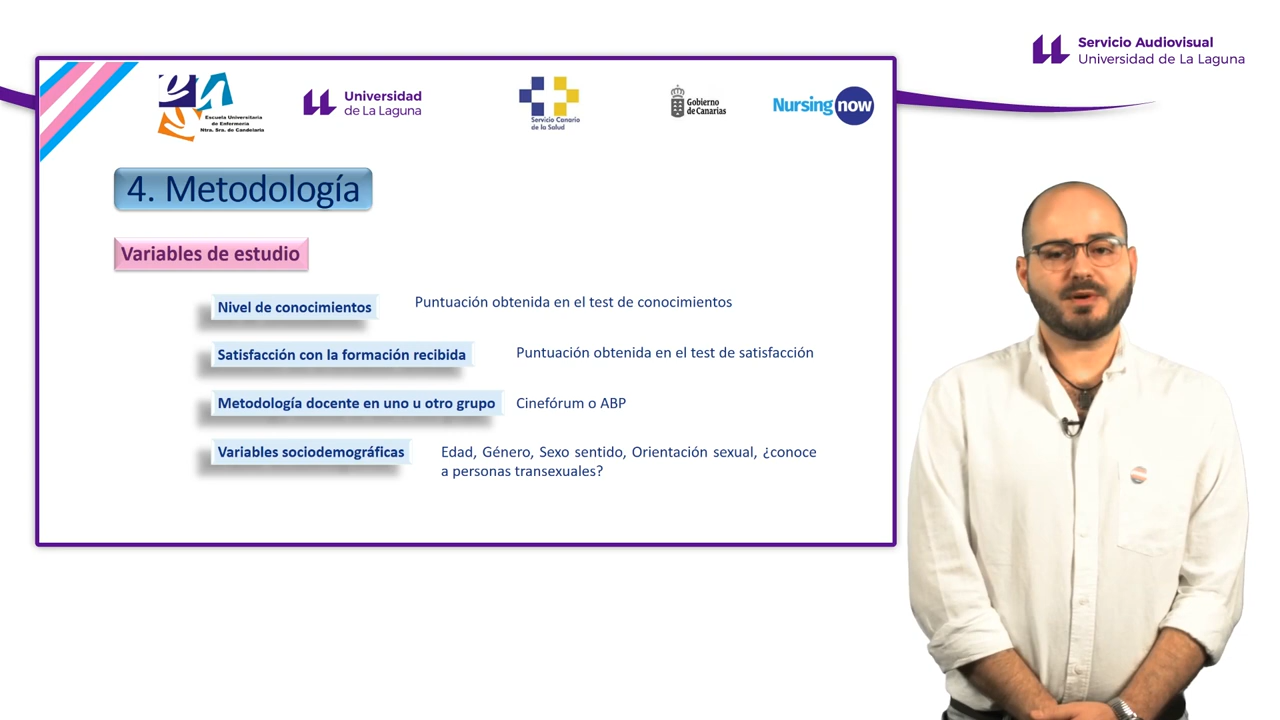 Servicio Audiovisual
Universidad de La Laguna
Escuela Universitaria
de Enfermería
Ntra. Sra. de Candelaria
Universidad
de La Laguna
Servicio Canario
de la Salud
Gobierno
de Canarias
Nursing now
4. Metodología
Variables de estudio
Nivel de conocimientos
Puntuación obtenida en el test de conocimientos
Satisfacción con la formación recibida
Puntuación obtenida en el test de satisfacción
Metodología docente en uno u otro grupo
Cinefórum o ABP
Variables sociodemográficas
Edad, Género, Sexo sentido, Orientación sexual, ¿conoce
a personas transexuales?